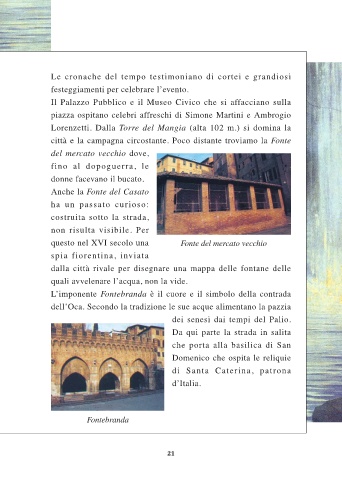 Le cronache del tempo testimoniano di cortei e grandiosi
festeggiamenti per celebrare l'evento.
Il Palazzo Pubblico e il Museo Civico che si affacciano sulla
piazza ospitano celebri affreschi di Simone Martini e Ambrogio
Lorenzetti. Dalla Torre del Mangia (alta 102 m.) si domina la
città e la campagna circostante. Poco distante troviamo la Fonte
del mercato vecchio dove,
fino al dopoguerra, le
donne facevano il bucato.
Anche la Fonte del Casato
ha un passato curioso:
costruita sotto la strada,
non risulta visibile. Per
questo nel XVI secolo una
spia fiorentina, inviata
Fonte del mercato vecchio
dalla città rivale per disegnare una mappa delle fontane delle
quali avvelenare l'acqua, non la vide.
L'imponente Fontebranda è il cuore e il simbolo della contrada
dell'Oca. Secondo la tradizione le sue acque alimentano la pazzia
dei senesi dai tempi del Palio.
Da qui parte la strada in salita
che porta alla basilica di San
Domenico che ospita le reliquie
di Santa Caterina, patrona
d'Italia.
Fontebranda
21